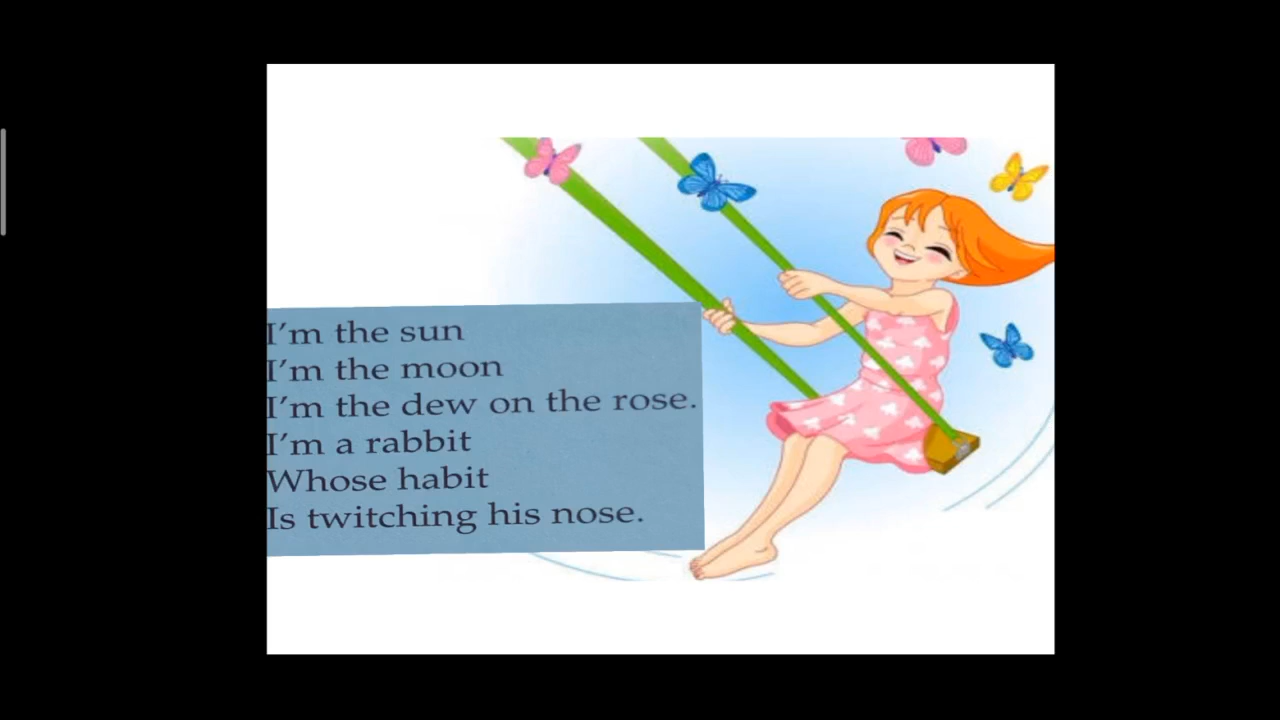 I'm the sun
I'm the moon
I'm the dew on the rose.
I'm a rabbit
Whose habit
Is twitching his nose.